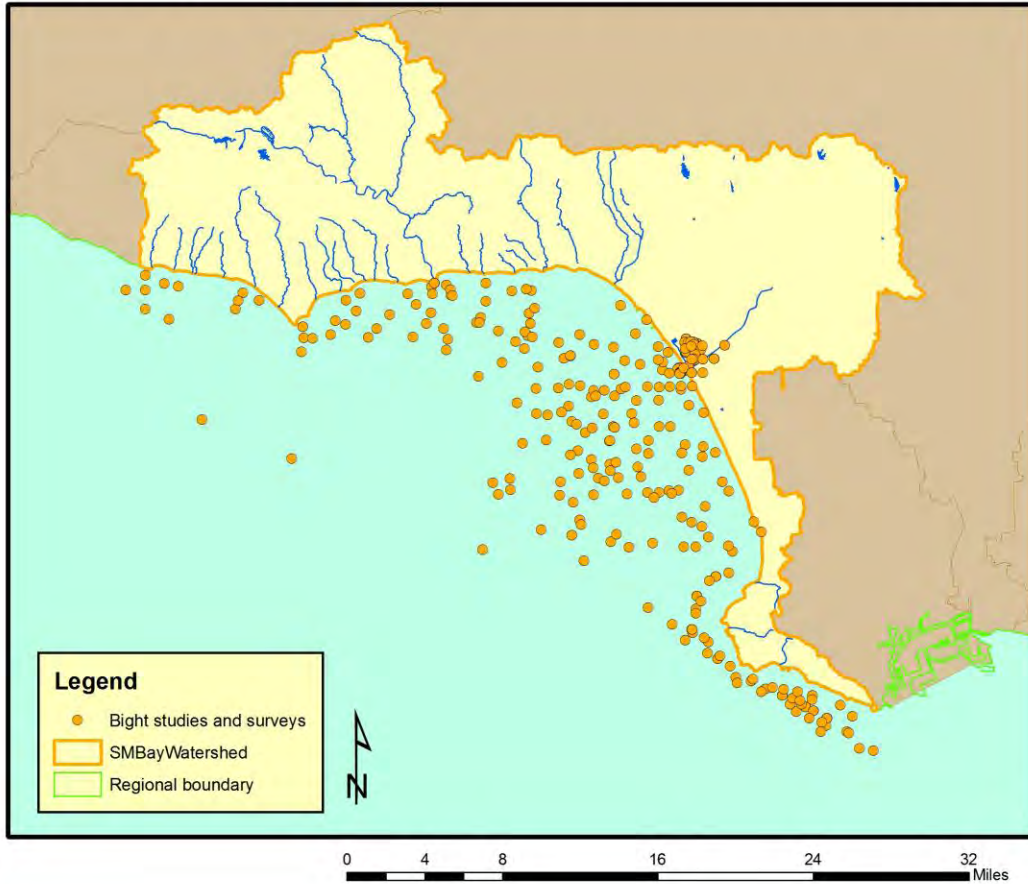 Legend
Bight studies and surveys
SMBayWatershed
Regional boundary
N
0 4 8 16 24 32
Miles